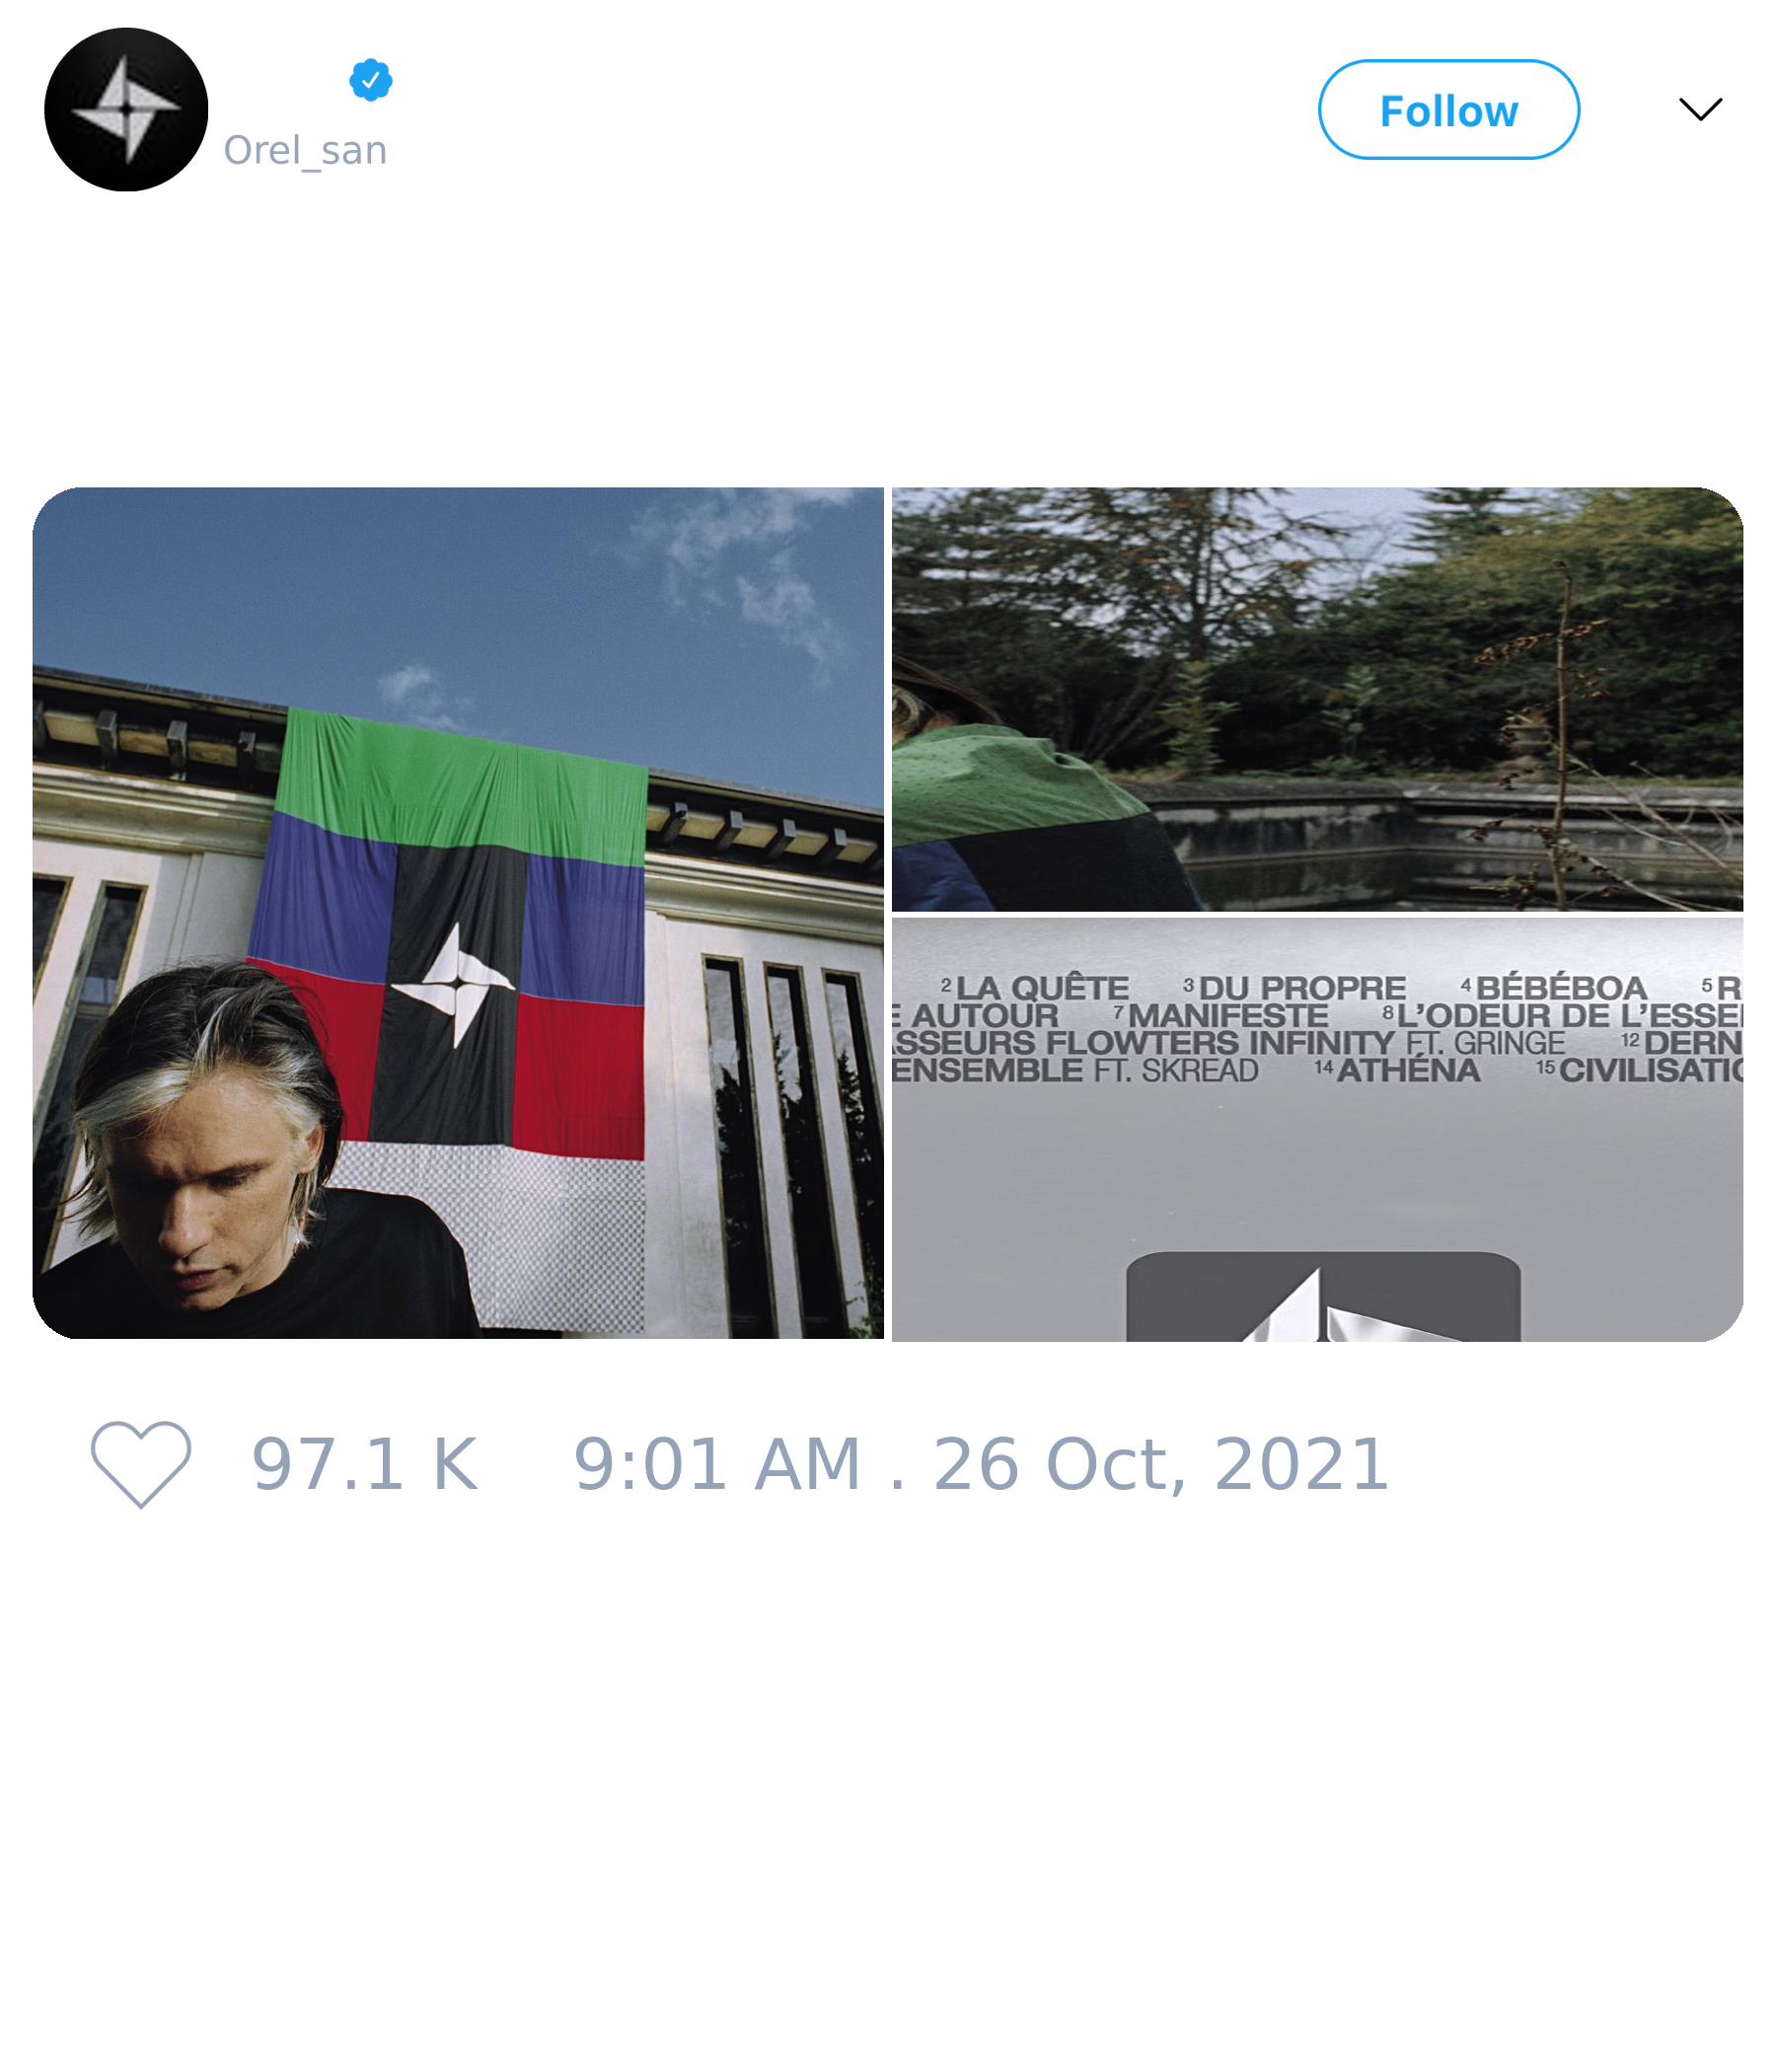 Orel_san
Follow
2 LA QUÊTE 3 DU PROPRE 4 BÉBÉBOA 5 R
E AUTOUR 7 MANIFESTE 8 L’ODEUR DE L’ESSE
ASSEURS FLOWTERS INFINITY FT. GRINGE 12 DERN
ENSEMBLE FT. SKREAD 14 ATHÉNA 15 CIVILISATIO
97.1 K 9:01 AM . 26 Oct, 2021